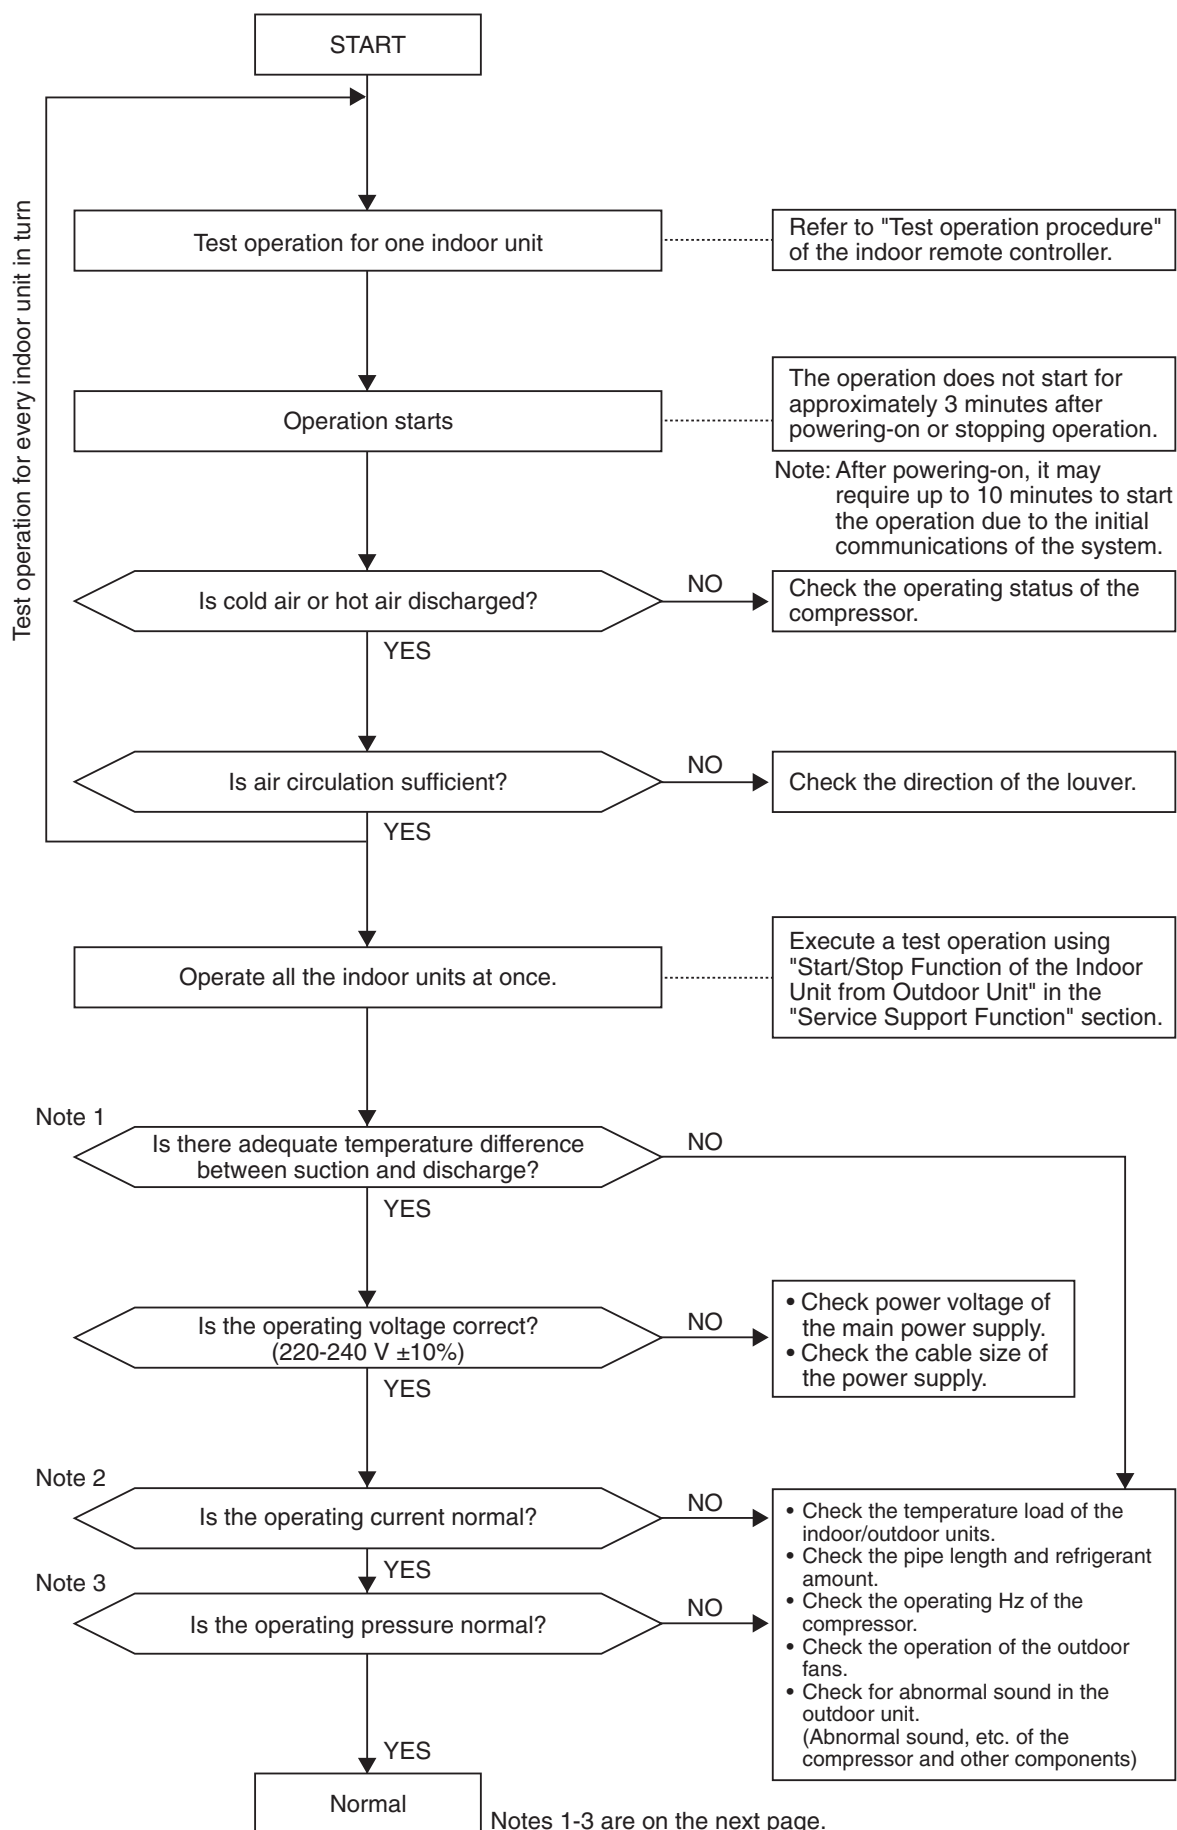 START
Test operation for every indoor unit in turn
Test operation for one indoor unit
Refer to "Test operation procedure"
of the indoor remote controller.
Operation starts
The operation does not start for
approximately 3 minutes after
powering-on or stopping operation.
Note: After powering-on, it may
require up to 10 minutes to start
the operation due to the initial
communications of the system.
Is cold air or hot air discharged?
NO
Check the operating status of the
compressor.
YES
Is air circulation sufficient?
NO
Check the direction of the louver.
YES
Operate all the indoor units at once.
Execute a test operation using
"Start/Stop Function of the Indoor
Unit from Outdoor Unit" in the
"Service Support Function" section.
Note 1
Is there adequate temperature difference
between suction and discharge?
NO
YES
Is the operating voltage correct?
(220-240 V ±10%)
NO
• Check power voltage of
the main power supply.
• Check the cable size of
the power supply.
YES
Note 2
Is the operating current normal?
NO
YES
Note 3
Is the operating pressure normal?
NO
• Check the temperature load of the
indoor/outdoor units.
• Check the pipe length and refrigerant
amount.
• Check the operating Hz of the
compressor.
• Check the operation of the outdoor
fans.
• Check for abnormal sound in the
outdoor unit.
(Abnormal sound, etc. of the
compressor and other components)
YES
Normal
Notes 1-3 are on the next page.